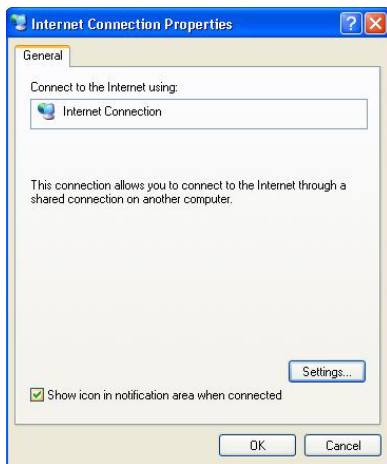 Internet Connection Properties
General
Connect to the Internet using:
Internet Connection
This connection allows you to connect to the Internet through a
shared connection on another computer.
Settings...
Show icon in notification area when connected
OK
Cancel